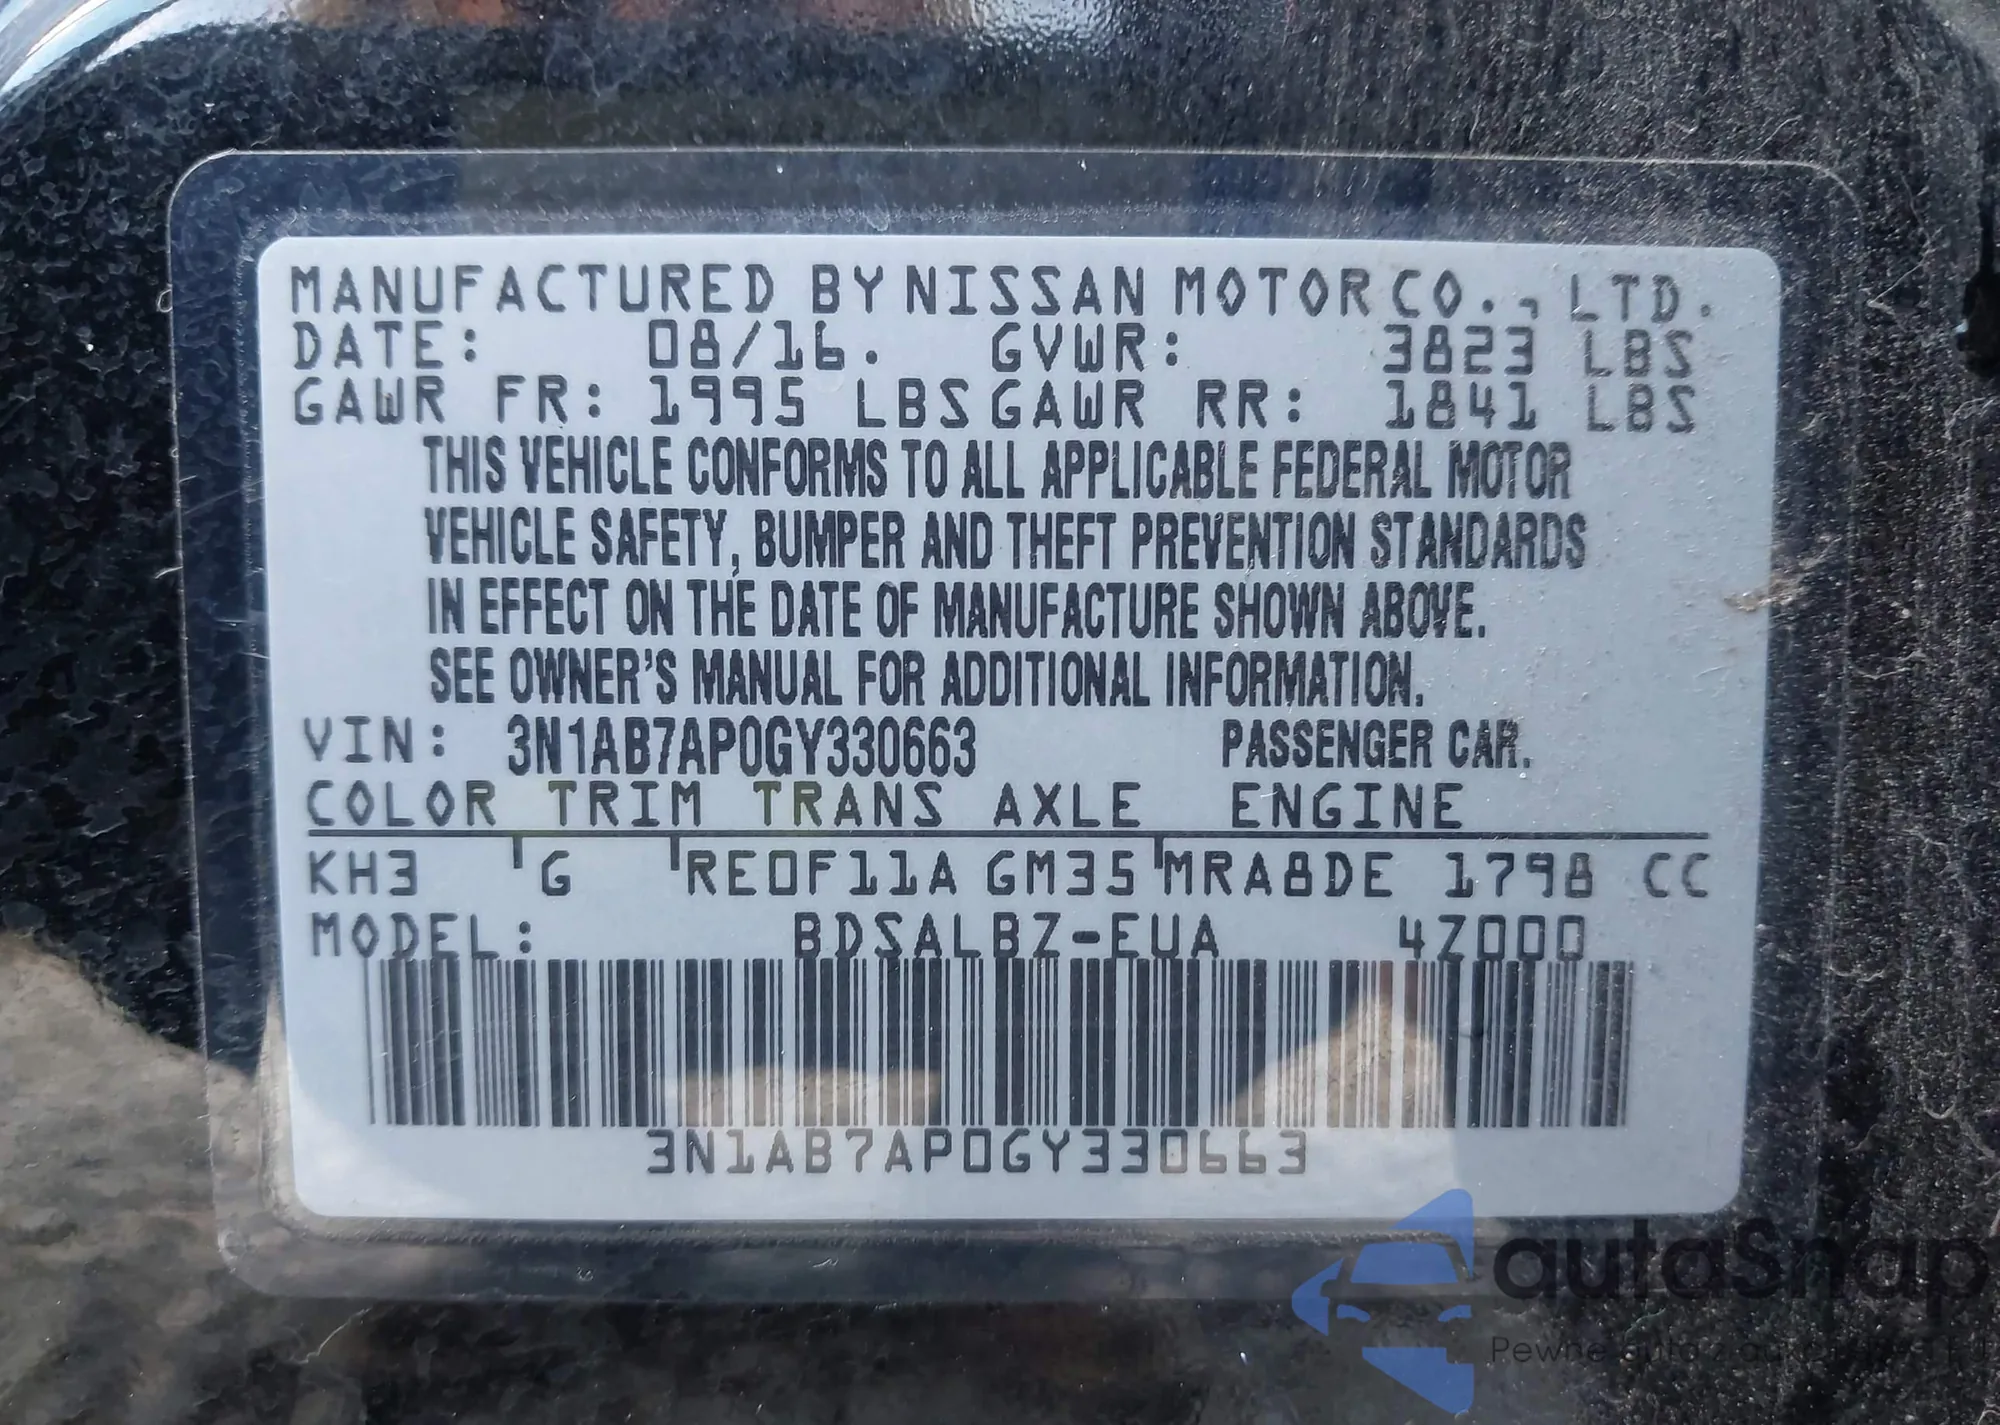 MANUFACTURED BY NISSAN MOTOR CO., LTD.
DATE: 08/16. GVWR: 3823 LBS
GAWR FR: 1995 LBS GAWR RR: 1841 LBS
THIS VEHICLE CONFORMS TO ALL APPLICABLE FEDERAL MOTOR
VEHICLE SAFETY, BUMPER AND THEFT PREVENTION STANDARDS
IN EFFECT ON THE DATE OF MANUFACTURE SHOWN ABOVE.
SEE OWNER'S MANUAL FOR ADDITIONAL INFORMATION.
VIN: 3N1AB7AP0GY330663 PASSENGER CAR.
COLOR TRIM TRANS AXLE ENGINE
KH3 G RE0F11A GM35 MRA8DE 1798 CC
MODEL: BDSALBZ-EUA 4Z000
3N1AB7AP0GY330663
autoSnap
Pewne auto z